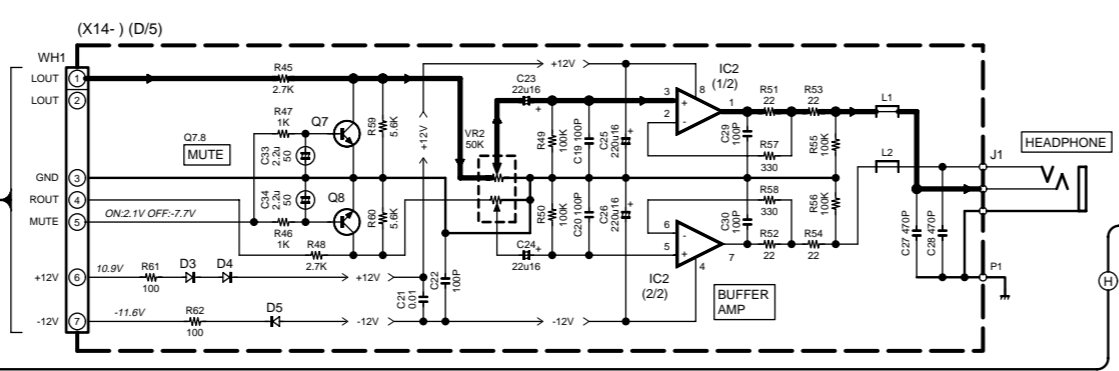 (X14- ) (D/5)
WH1
LOUT 1
LOUT 2
GND 3
ROUT 4
MUTE 5
+12V 6
-12V 7
R45
2.7K
R47
1K
Q7
Q7.8
MUTE
C33
2.2u
50
C34
2.2u
50
Q8
ON:2.1V OFF:-7.7V
R46
1K
R48
2.7K
10.9V
R61
100
D3
D4
+12V
-11.6V
R62
100
D5
-12V
-12V
R59
5.6K
R60
5.6K
+12V
C21
0.01
C22
100P
VR2
50K
+12V
C23
22u16
+
R49
100K
C19 100P
C25
220u16
+
R50
100K
C20 100P
C26
220u16
+
C24
22u16
+
-12V
IC2
(1/2)
3
2
8
1
+
-
IC2
(2/2)
6
5
4
7
-
+
BUFFER
AMP
C29
100P
R51
22
R53
22
R57
330
R55
100K
R58
330
C30
100P
R52
22
R54
22
R56
100K
L1
L2
C27 470P
C28 470P
J1
HEADPHONE
P1
H